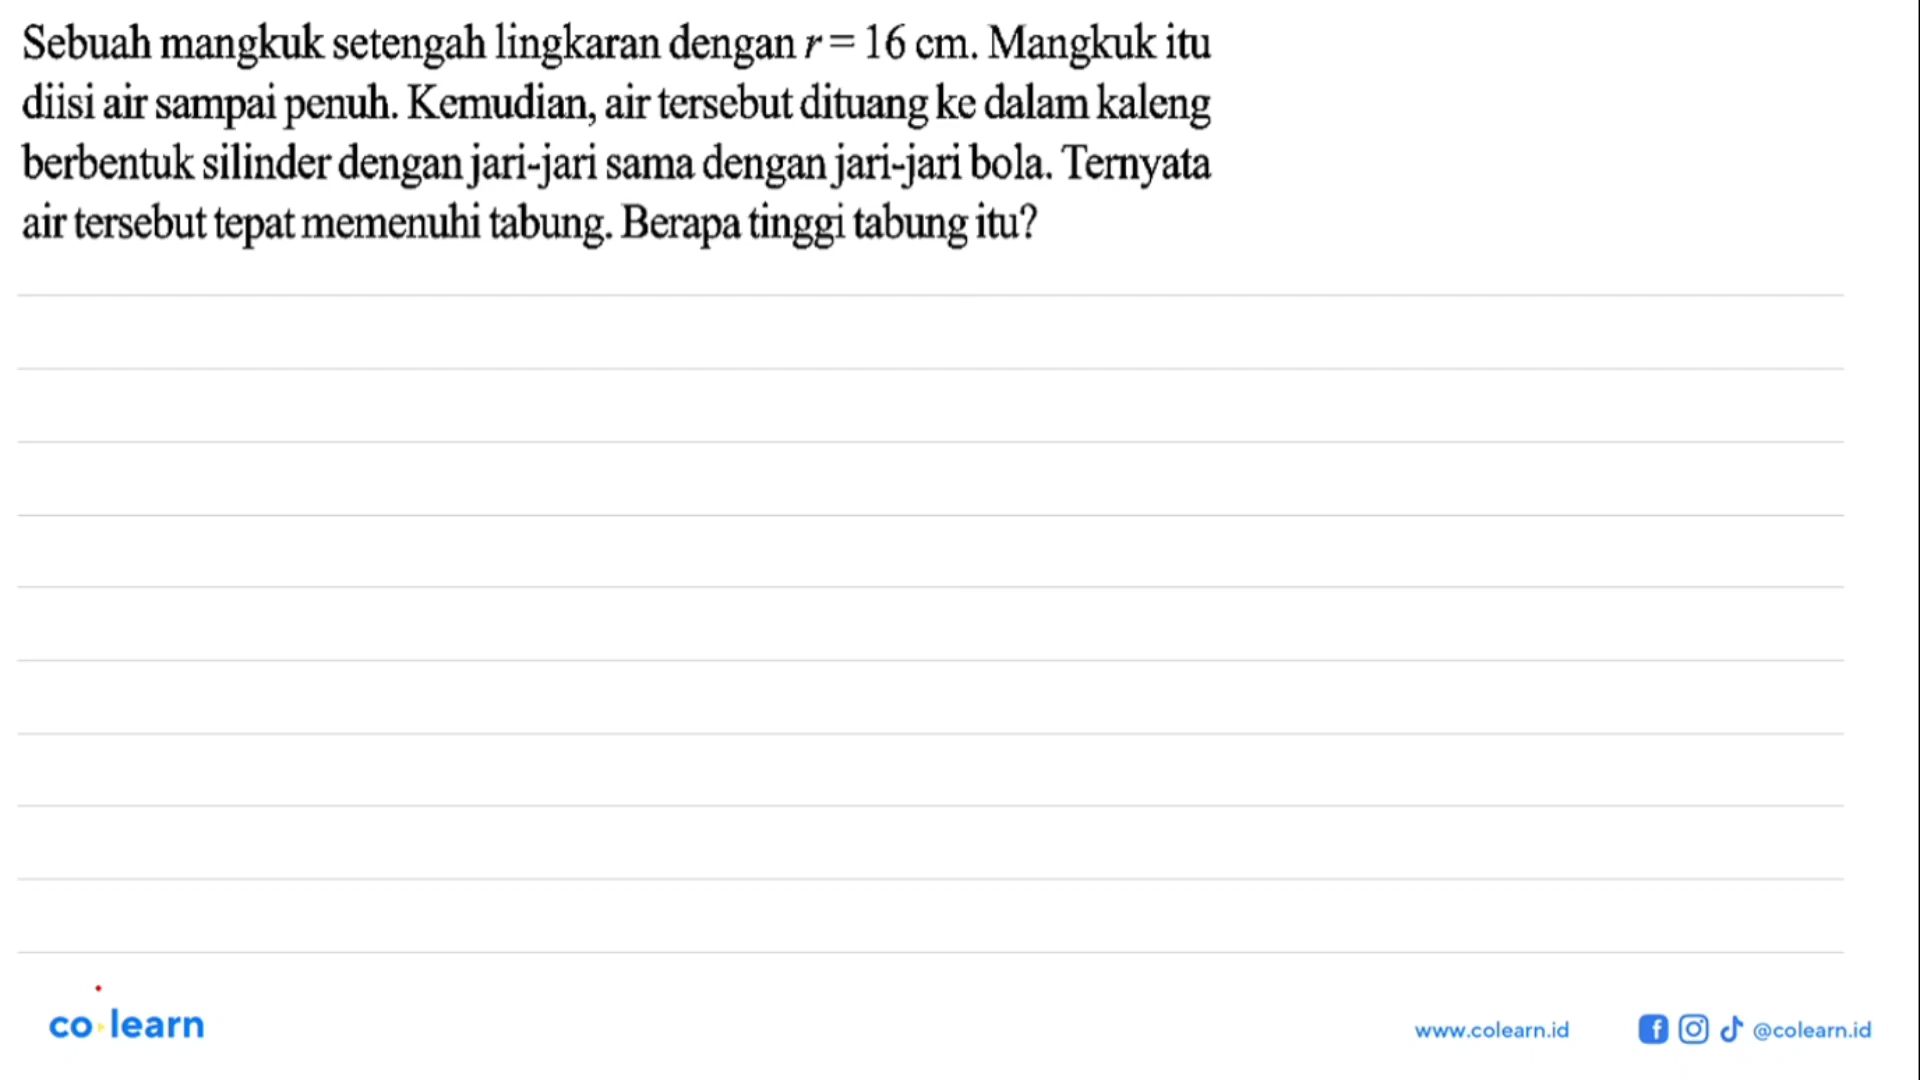 Sebuah mangkuk setengah lingkaran dengan r = 16 cm. Mangkuk itu
diisi air sampai penuh. Kemudian, air tersebut dituang ke dalam kaleng
berbentuk silinder dengan jari-jari sama dengan jari-jari bola. Ternyata
air tersebut tepat memenuhi tabung. Berapa tinggi tabung itu?
co learn
www.colearn.id
@colearn.id